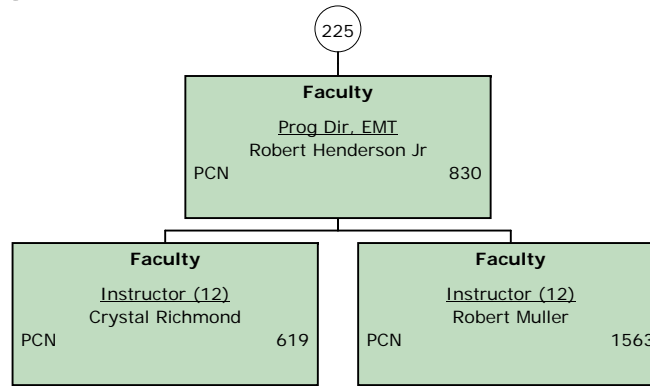 225
Faculty
Prog Dir, EMT
Robert Henderson Jr
PCN 830
Faculty
Instructor (12)
Crystal Richmond
PCN 619
Faculty
Instructor (12)
Robert Muller
PCN 1563